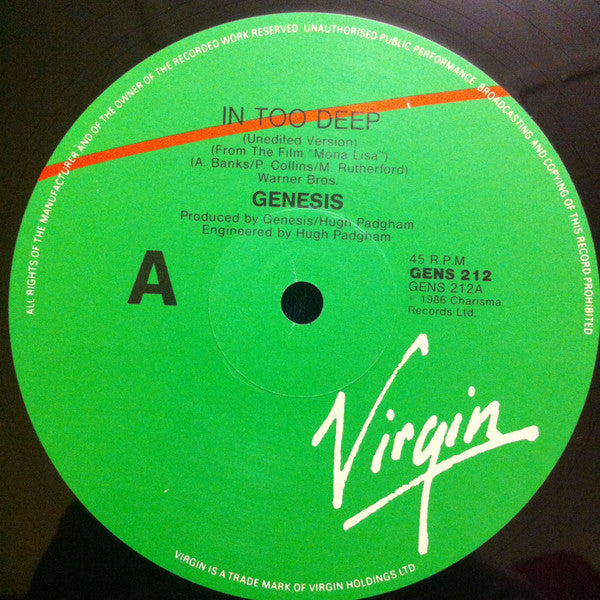 ALL RIGHTS OF THE MANUFACTURER AND OF THE OWNER OF THE RECORDED WORK RESERVED UNAUTHORISED PUBLIC PERFORMANCE BROADCASTING AND COPYING OF THIS RECORD PROHIBITED
IN TOO DEEP
(Unedited Version)
(From The Film "Mona Lisa")
(A. Banks/P. Collins/M. Rutherford)
Warner Bros.
GENESIS
Produced by Genesis/Hugh Padgham
Engineered by Hugh Padgham
A
45 R.P.M.
GENS 212
GENS 212A
℗ 1986 Charisma
Records Ltd.
Virgin
VIRGIN IS A TRADE MARK OF VIRGIN HOLDINGS LTD